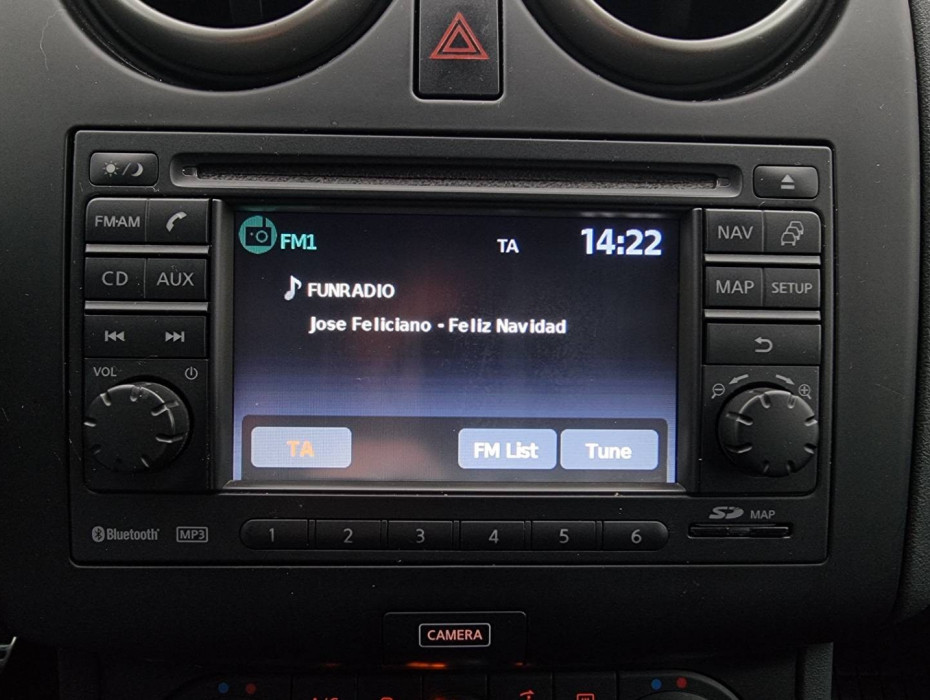 FM·AM
CD
AUX
VOL
FM1
TA
14:22
FUNRADIO
Jose Feliciano - Feliz Navidad
TA
FM List
Tune
NAV
MAP
SETUP
Bluetooth
MP3
1
2
3
4
5
6
SD
MAP
CAMERA